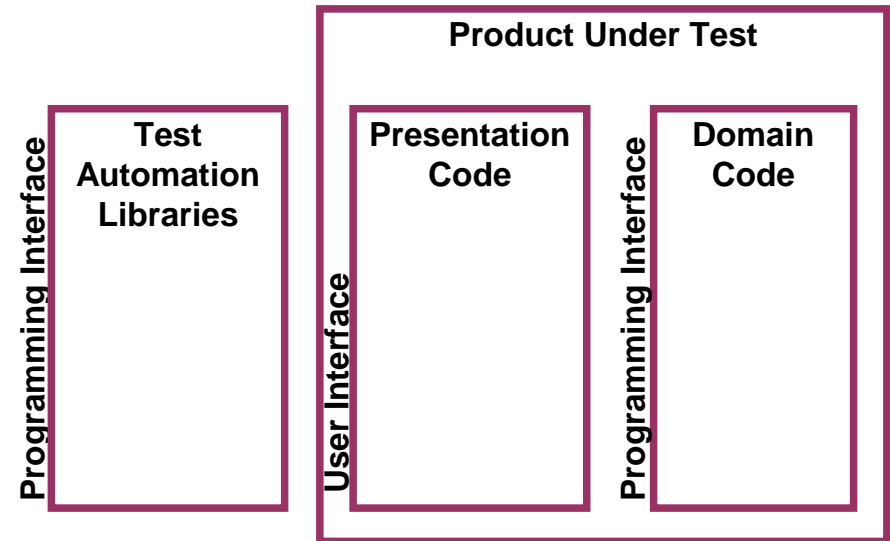 Product Under Test
Programming Interface
Test
Automation
Libraries
User Interface
Presentation
Code
Programming Interface
Domain
Code